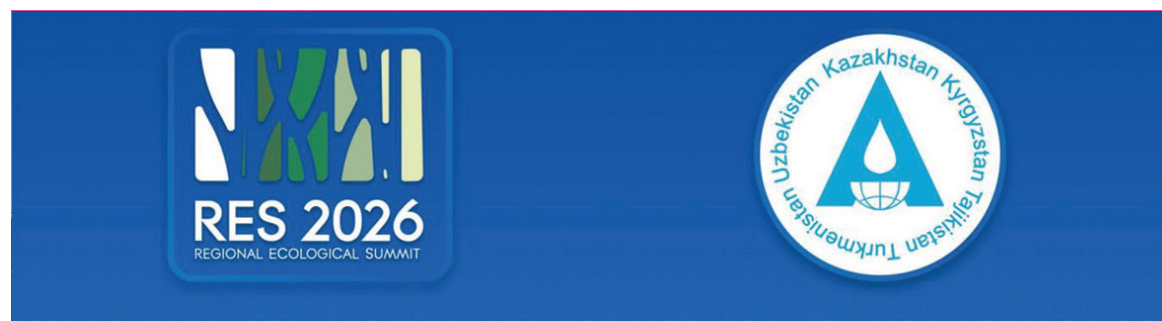 RES 2026
REGIONAL ECOLOGICAL SUMMIT
Uzbekistan Kazakhstan Kyrgyzstan Tajikistan Turkmenistan